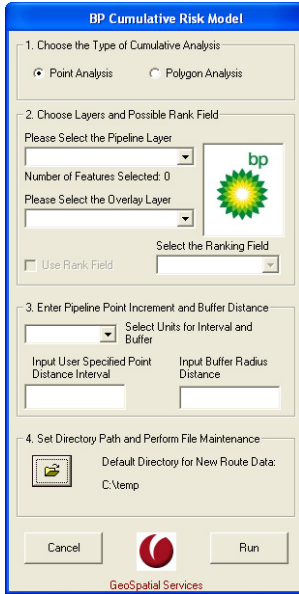 BP Cumulative Risk Model
1. Choose the Type of Cumulative Analysis
Point Analysis
Polygon Analysis
2. Choose Layers and Possible Rank Field
Please Select the Pipeline Layer
bp
Number of Features Selected: 0
Please Select the Overlay Layer
Select the Ranking Field
Use Rank Field
3. Enter Pipeline Point Increment and Buffer Distance
Select Units for Interval and
Buffer
Input User Specified Point
Distance Interval
Input Buffer Radius
Distance
4. Set Directory Path and Perform File Maintenance
Default Directory for New Route Data:
C:\temp
Cancel
Run
GeoSpatial Services